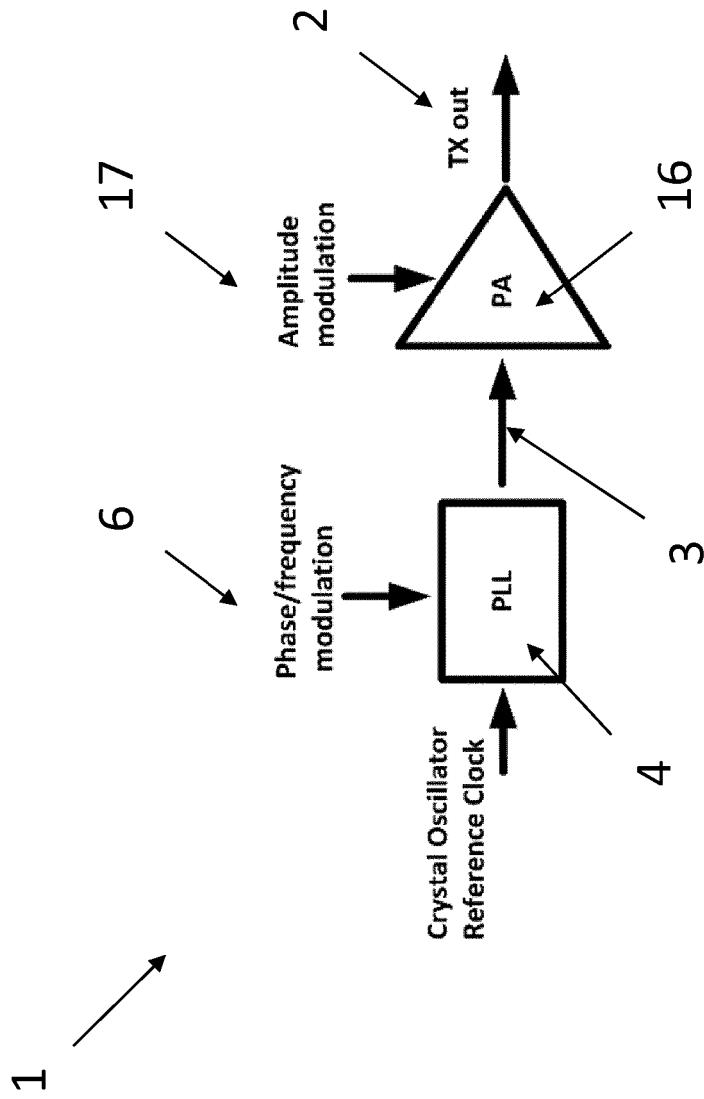 1
6
17
2
Phase/frequency
modulation
Amplitude
modulation
TX out
Crystal Oscillator
Reference Clock
PLL
PA
4
3
16